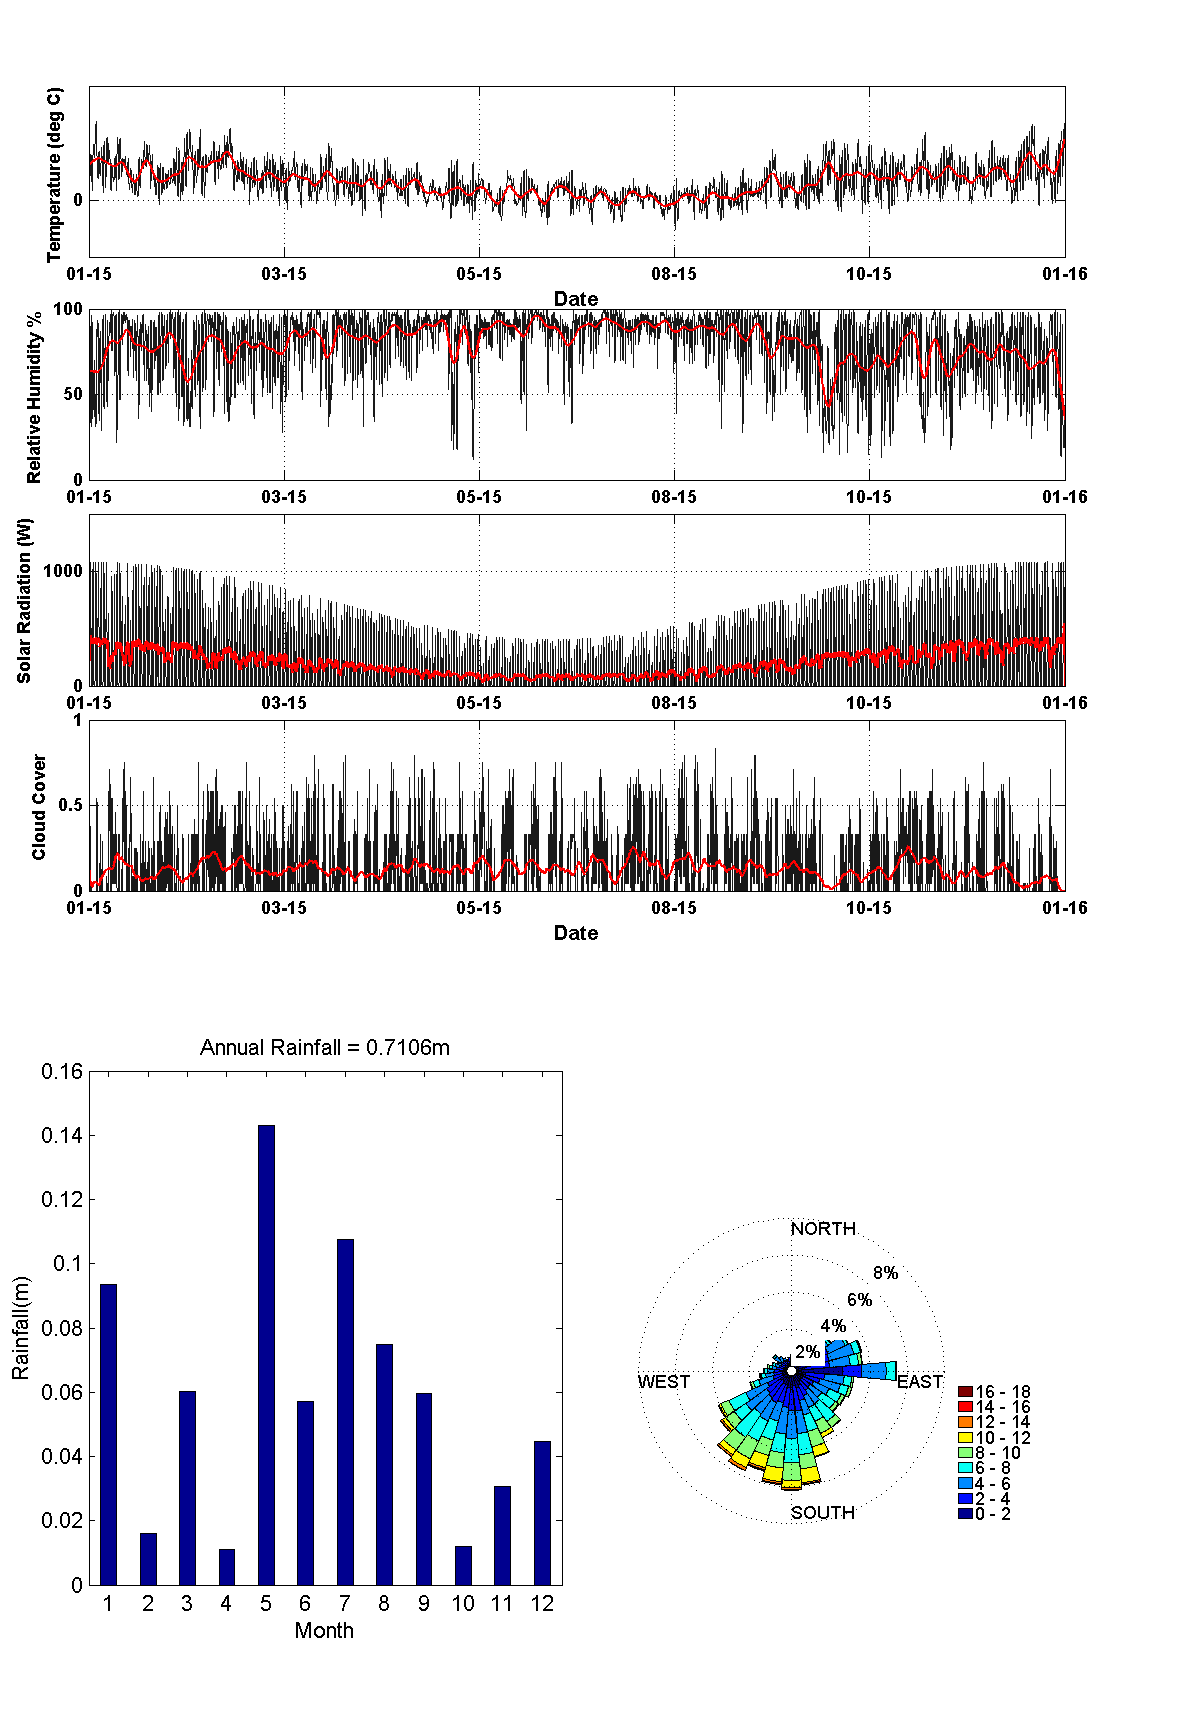 Temperature (deg C)
0
01-15 03-15 05-15 08-15 10-15 01-16
Date
Relative Humidity %
100
50
0
01-15 03-15 05-15 08-15 10-15 01-16
Solar Radiation (W)
1000
0
01-15 03-15 05-15 08-15 10-15 01-16
Cloud Cover
1
0.5
0
01-15 03-15 05-15 08-15 10-15 01-16
Date
Annual Rainfall = 0.7106m
Rainfall(m)
0.16
0.14
0.12
0.1
0.08
0.06
0.04
0.02
0
1 2 3 4 5 6 7 8 9 10 11 12
Month
NORTH
8%
6%
4%
2%
WEST
EAST
SOUTH
16 - 18
14 - 16
12 - 14
10 - 12
8 - 10
6 - 8
4 - 6
2 - 4
0 - 2